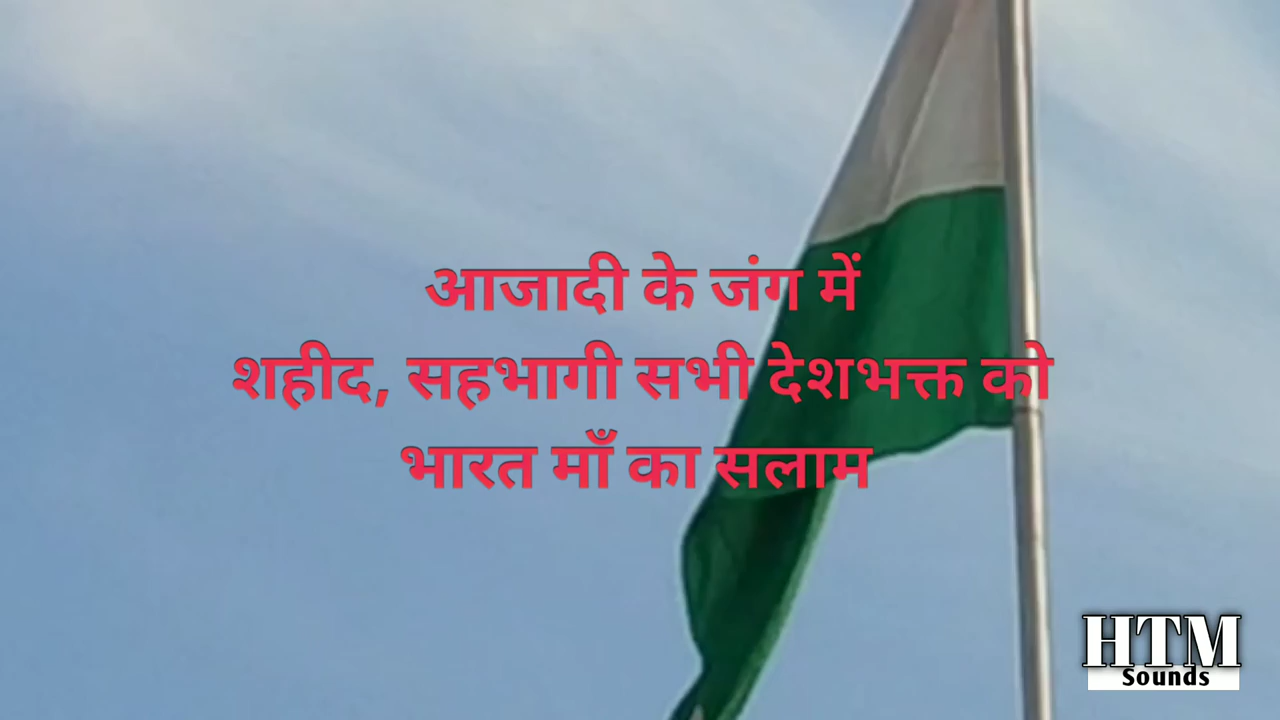 आजादी के जंग में
शहीद, सहभागी सभी देशभक्त को
भारत माँ का सलाम
HTM
Sounds